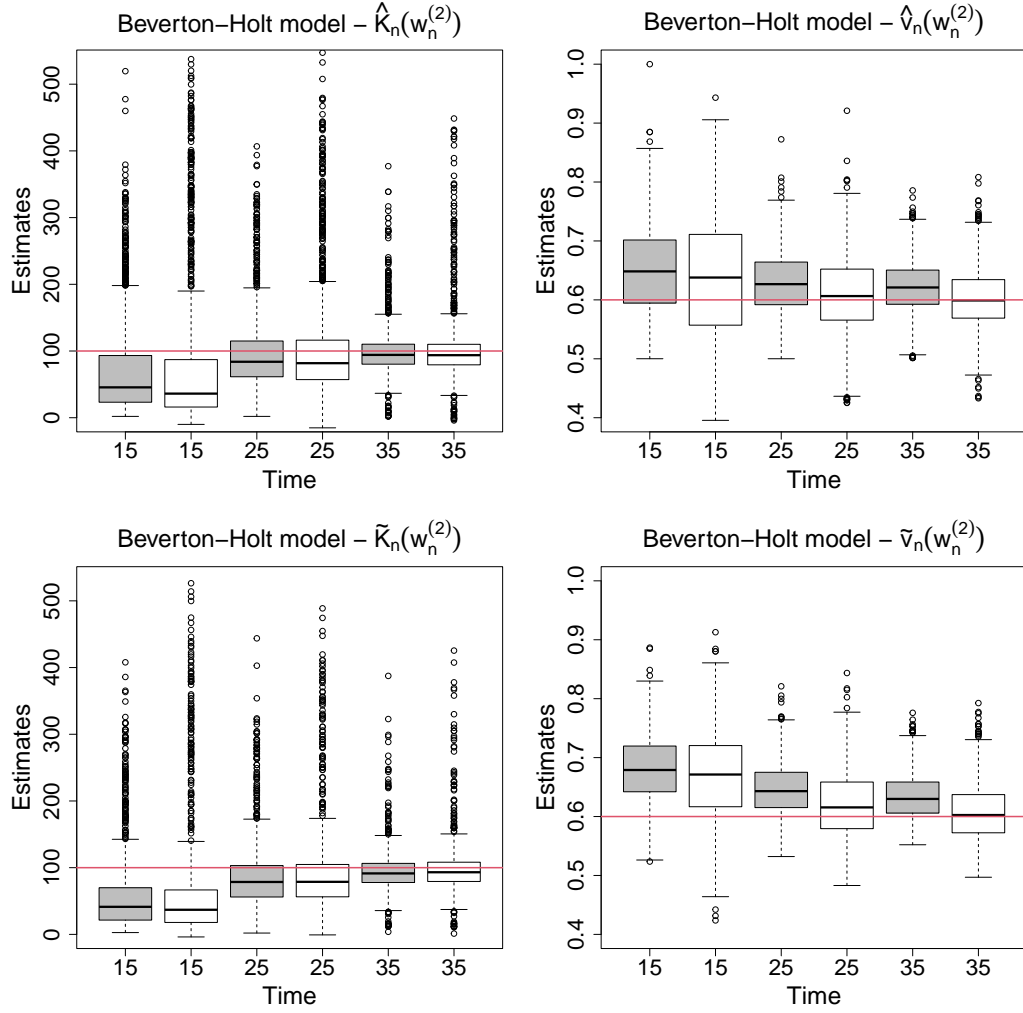 Beverton−Holt model − K̂ₙ(wₙ⁽²⁾)
Estimates
500
400
300
200
100
0
15 15 25 25 35 35
Time
Beverton−Holt model − v̂ₙ(wₙ⁽²⁾)
Estimates
1.0
0.9
0.8
0.7
0.6
0.5
0.4
15 15 25 25 35 35
Time
Beverton−Holt model − K̃ₙ(wₙ⁽²⁾)
Estimates
500
400
300
200
100
0
15 15 25 25 35 35
Time
Beverton−Holt model − ṽₙ(wₙ⁽²⁾)
Estimates
1.0
0.9
0.8
0.7
0.6
0.5
0.4
15 15 25 25 35 35
Time